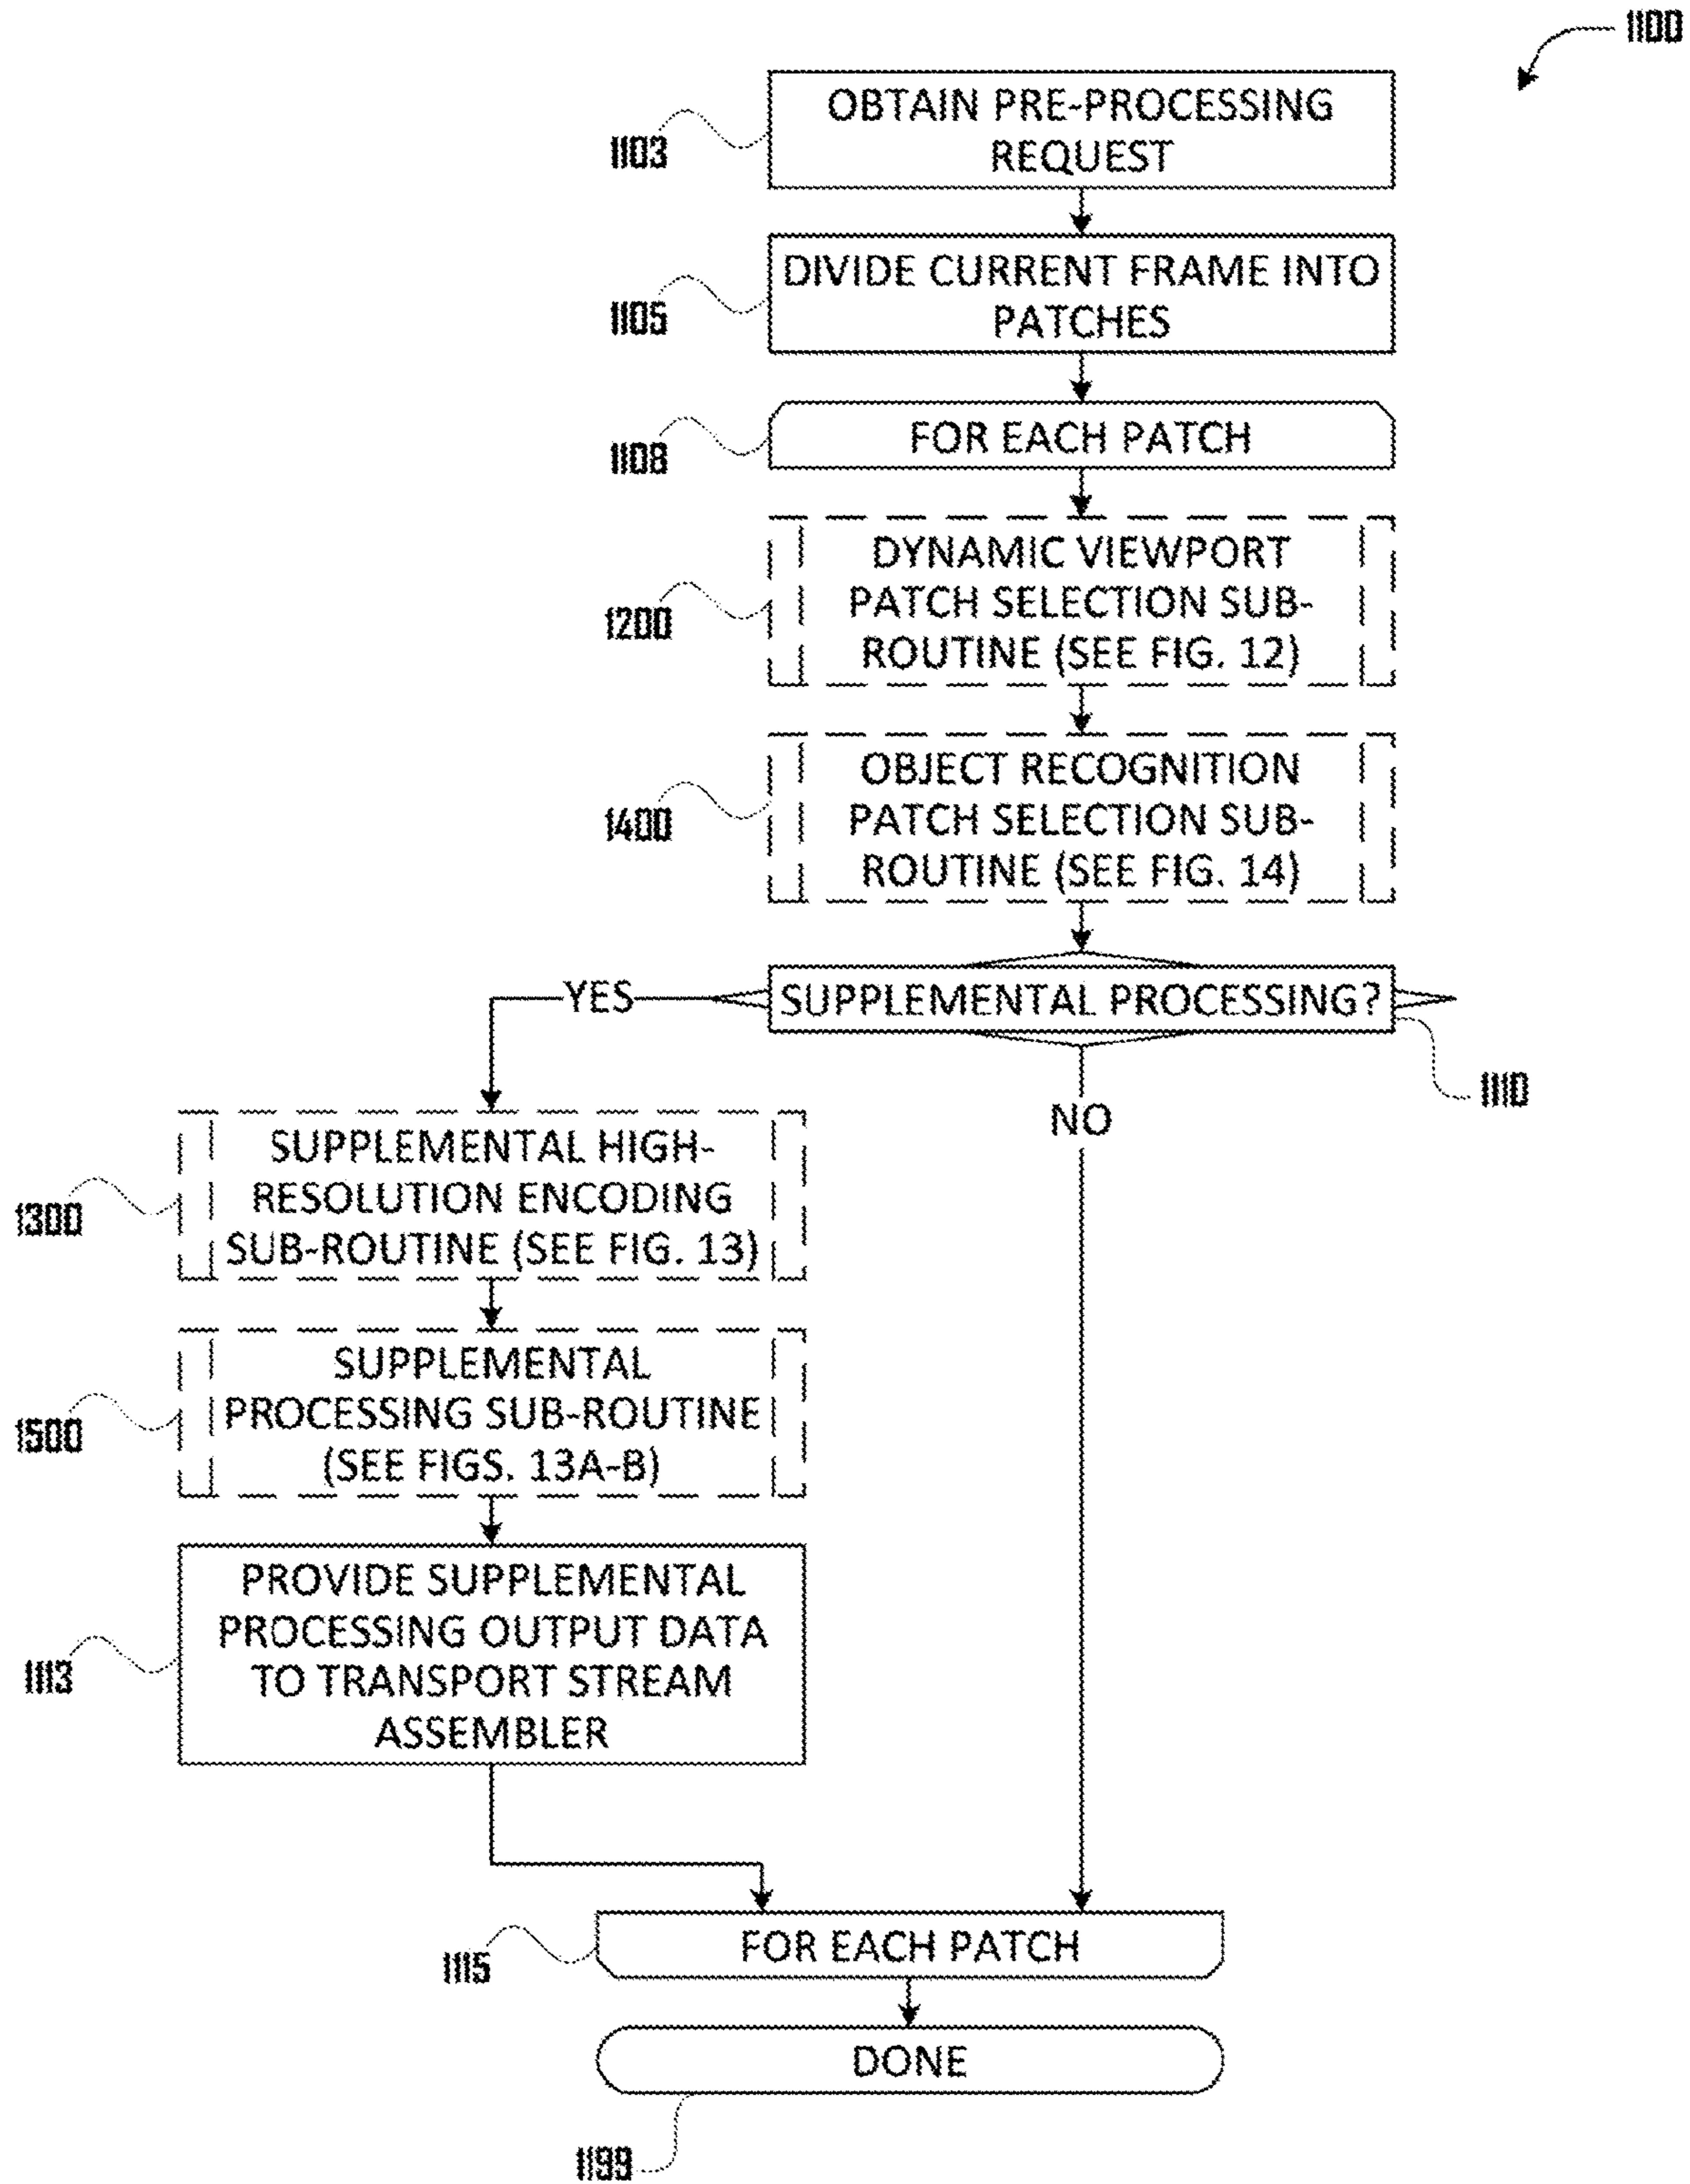 1100
OBTAIN PRE-PROCESSING
REQUEST
1103
DIVIDE CURRENT FRAME INTO
PATCHES
1105
FOR EACH PATCH
1108
DYNAMIC VIEWPORT
PATCH SELECTION SUB-
ROUTINE (SEE FIG. 12)
1200
OBJECT RECOGNITION
PATCH SELECTION SUB-
ROUTINE (SEE FIG. 14)
1400
SUPPLEMENTAL PROCESSING?
YES
1110
NO
SUPPLEMENTAL HIGH-
RESOLUTION ENCODING
SUB-ROUTINE (SEE FIG. 13)
1300
SUPPLEMENTAL
PROCESSING SUB-ROUTINE
(SEE FIGS. 13A-B)
1500
PROVIDE SUPPLEMENTAL
PROCESSING OUTPUT DATA
TO TRANSPORT STREAM
ASSEMBLER
1113
FOR EACH PATCH
1115
DONE
1199